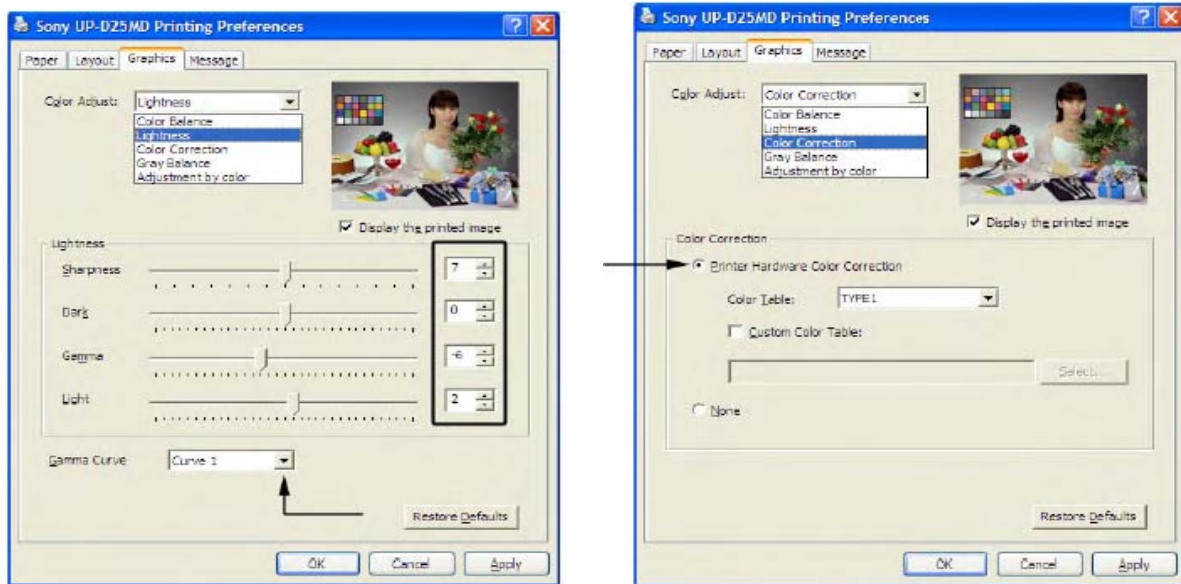 Sony UP-D25MD Printing Preferences
Paper Layout Graphics Message
Color Adjust: Lightness
Color Balance
Lightness
Color Correction
Gray Balance
Adjustment by color
Display the printed image
Lightness
Sharpness 7
Dark 0
Gamma -6
Light 2
Gamma Curve Curve 1
Restore Defaults
OK Cancel Apply
Sony UP-D25MD Printing Preferences
Paper Layout Graphics Message
Color Adjust: Color Correction
Color Balance
Lightness
Color Correction
Gray Balance
Adjustment by color
Display the printed image
Color Correction
Printer Hardware Color Correction
Color Table: TYPE1
Custom Color Table:
Select...
None
Restore Defaults
OK Cancel Apply